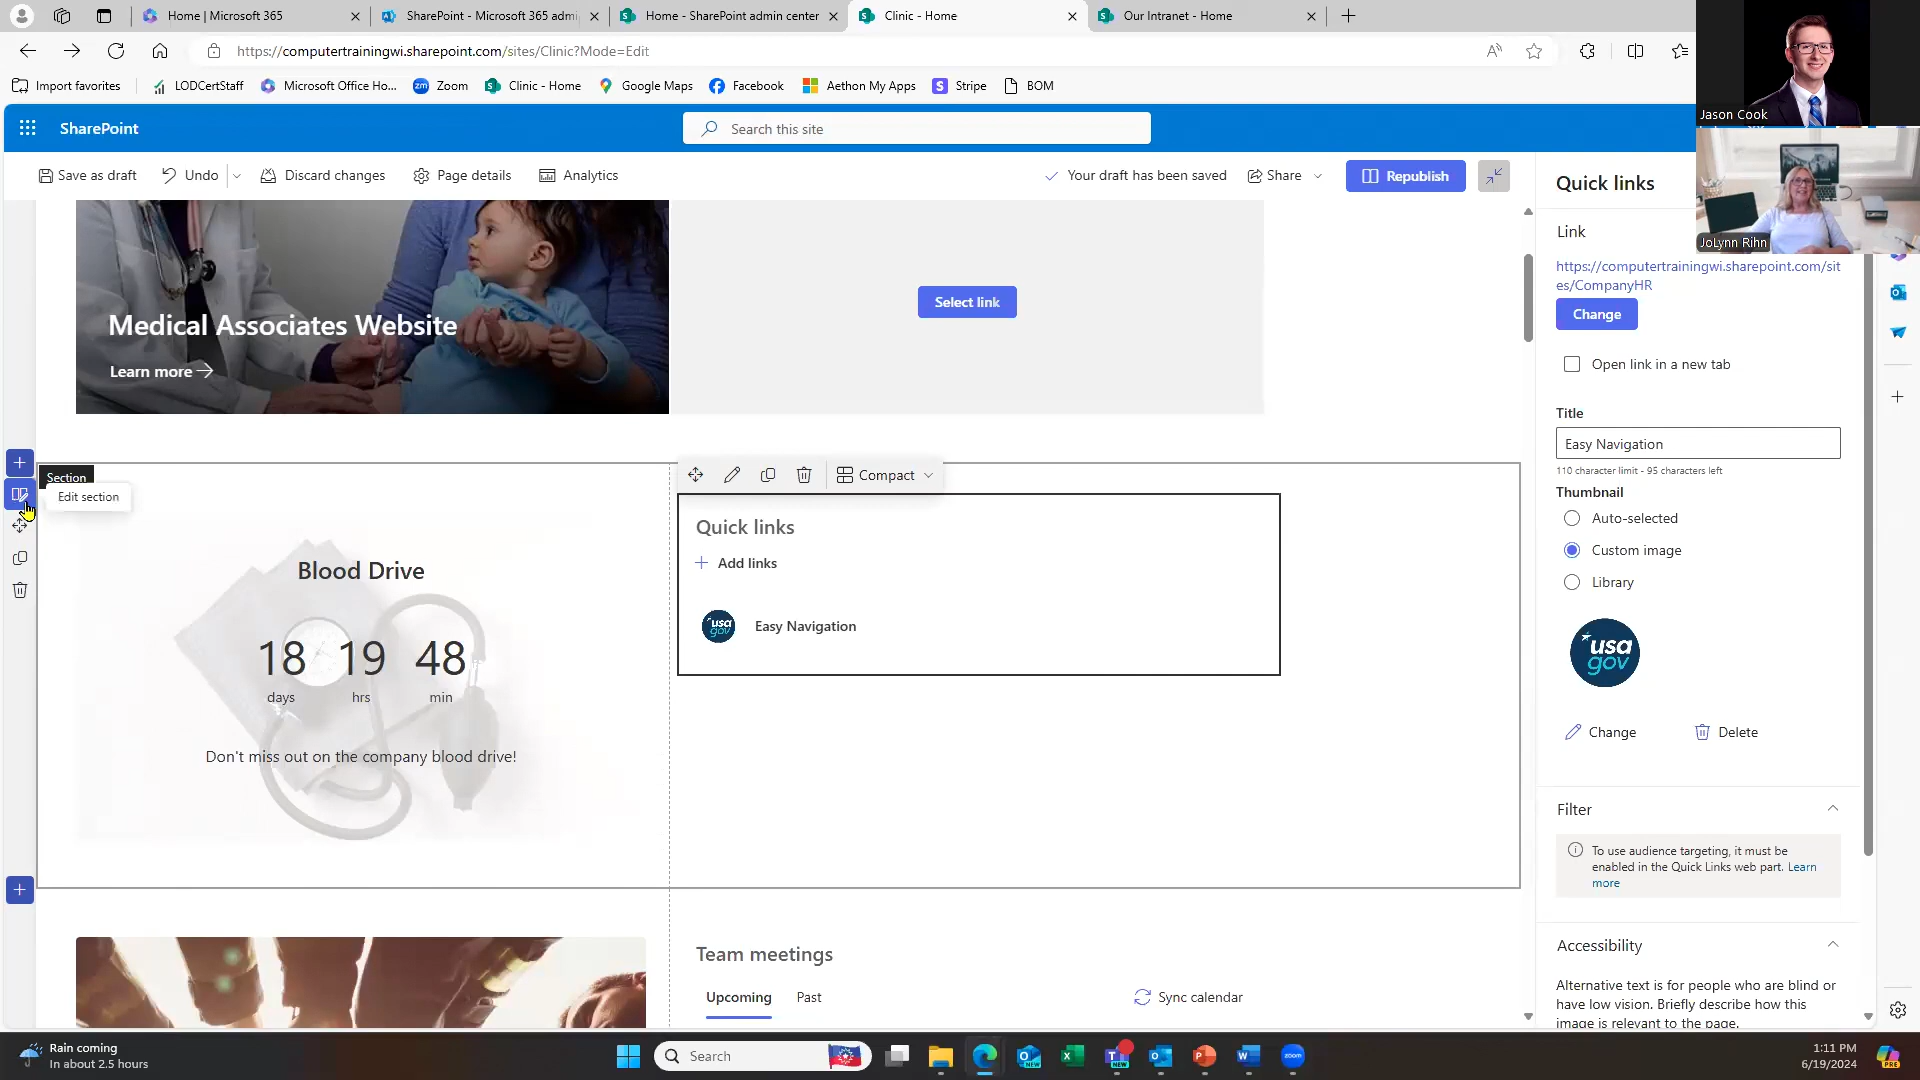 Home | Microsoft 365
SharePoint - Microsoft 365 admi
Home - SharePoint admin center
Clinic - Home
Our Intranet - Home
https://computertrainingwi.sharepoint.com/sites/Clinic?Mode=Edit
Import favorites
LODCertStaff
Microsoft Office Ho...
Zoom
Clinic - Home
Google Maps
Facebook
Aethon My Apps
Stripe
BOM
Jason Cook
JoLynn Rihn
SharePoint
Search this site
Save as draft
Undo
Discard changes
Page details
Analytics
Your draft has been saved
Share
Republish
Medical Associates Website
Learn more
Select link
Section
Edit section
Compact
Blood Drive
18 19 48
days hrs min
Don't miss out on the company blood drive!
Quick links
Add links
usa
gov
Easy Navigation
Team meetings
Upcoming
Past
Sync calendar
Quick links
Link
https://computertrainingwi.sharepoint.com/sit
es/CompanyHR
Change
Open link in a new tab
Title
Easy Navigation
110 character limit - 95 characters left
Thumbnail
Auto-selected
Custom image
Library
usa
gov
Change
Delete
Filter
To use audience targeting, it must be
enabled in the Quick Links web part. Learn
more
Accessibility
Alternative text is for people who are blind or
have low vision. Briefly describe how this
image is relevant to the page.
Rain coming
In about 2.5 hours
Search
NEW
NEW
zoom
1:11 PM
6/19/2024
PRE